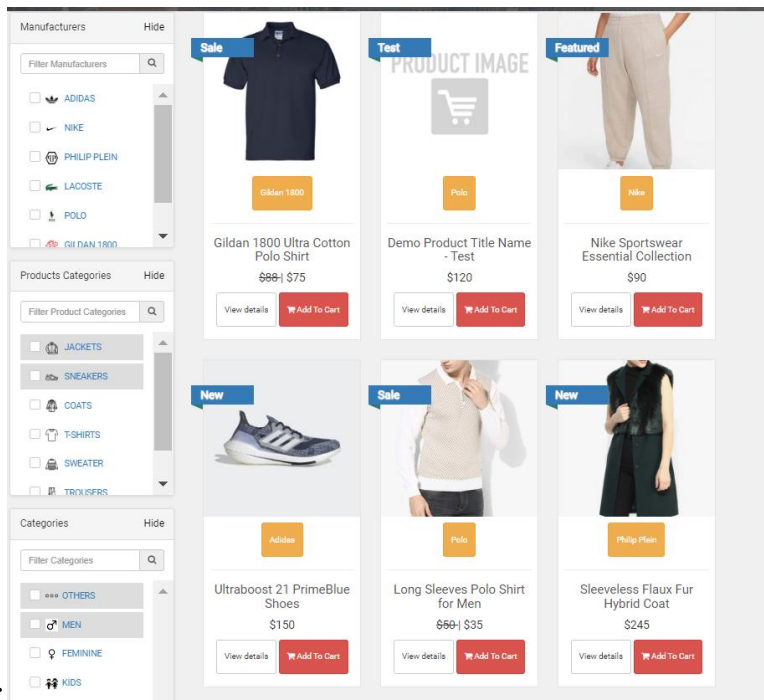 Manufacturers Hide
Filter Manufacturers
ADIDAS
NIKE
PHILIP PLEIN
LACOSTE
POLO
GILDAN 1800
Products Categories Hide
Filter Product Categories
JACKETS
SNEAKERS
COATS
T-SHIRTS
SWEATER
TROUSERS
Categories Hide
Filter Categories
OTHERS
MEN
FEMININE
KIDS
Sale
Gildan 1800
Gildan 1800 Ultra Cotton
Polo Shirt
$88 | $75
View details Add To Cart
Test
PRODUCT IMAGE
Polo
Demo Product Title Name
- Test
$120
View details Add To Cart
Featured
Nike
Nike Sportswear
Essential Collection
$90
View details Add To Cart
New
Adidas
Ultraboost 21 PrimeBlue
Shoes
$150
View details Add To Cart
Sale
Polo
Long Sleeves Polo Shirt
for Men
$50 | $35
View details Add To Cart
New
Philip Plein
Sleeveless Flaux Fur
Hybrid Coat
$245
View details Add To Cart